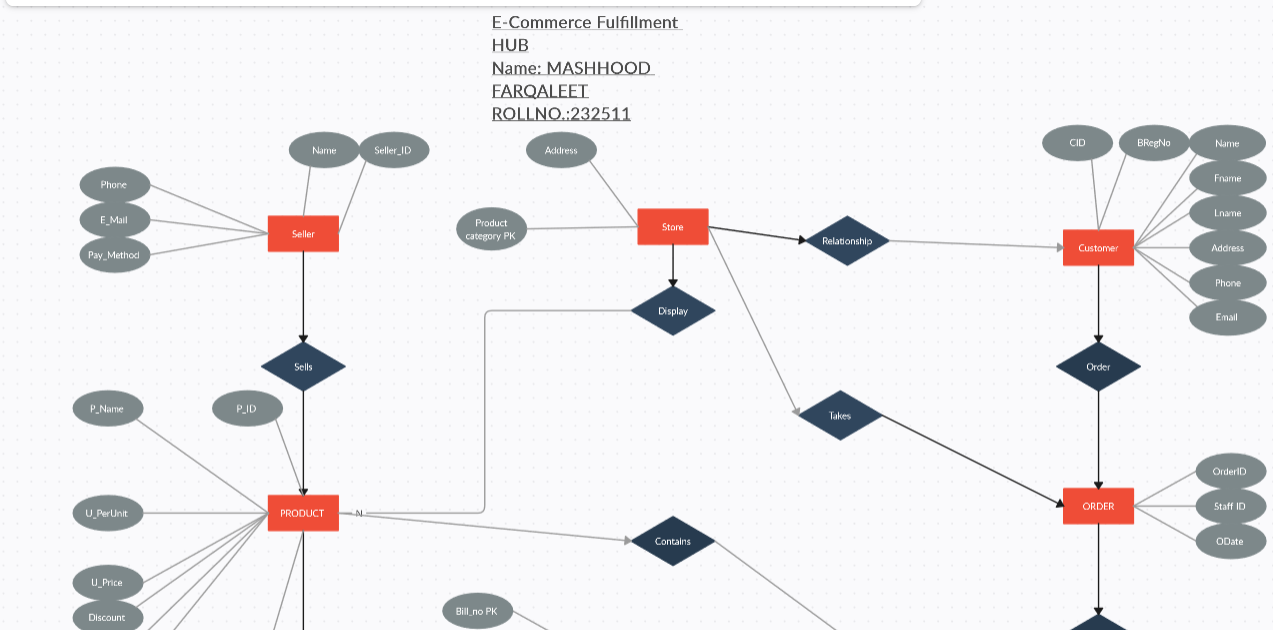 E-Commerce Fulfillment
HUB
Name: MASHHOOD
FARQALEET
ROLLNO.:232511
Name
Seller_ID
Address
CID
BRegNo
Name
Phone
Fname
E_Mail
Lname
Product
category PK
Store
Seller
Relationship
Customer
Address
Pay_Method
Phone
Display
Email
Sells
Order
P_Name
P_ID
Takes
OrderID
U_PerUnit
PRODUCT
N
ORDER
Staff ID
Contains
ODate
U_Price
Bill_no PK
Discount